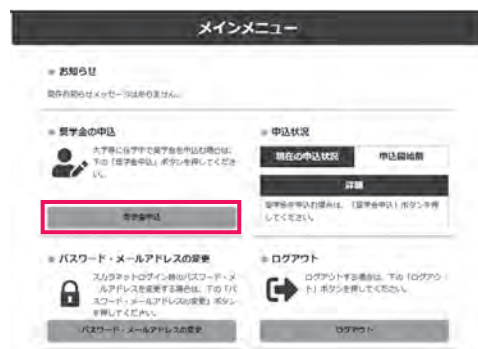 メインメニュー
お知らせ
現在お知らせメッセージはありません。
奨学金の申込
大学等に在学中で奨学金を申込む場合は、
下の「奨学金申込」ボタンを押してくださ
い。
奨学金申込
申込状況
現在の申込状況 申込開始前
詳細
奨学金を申込む場合は、「奨学金申込」ボタンを押
してください。
パスワード・メールアドレスの変更
スカラネットログイン時のパスワード・メ
ールアドレスを変更する場合は、下の「パ
スワード・メールアドレスの変更」ボタン
を押してください。
パスワード・メールアドレスの変更
ログアウト
ログアウトする場合は、下の「ログアウ
ト」ボタンを押してください。
ログアウト